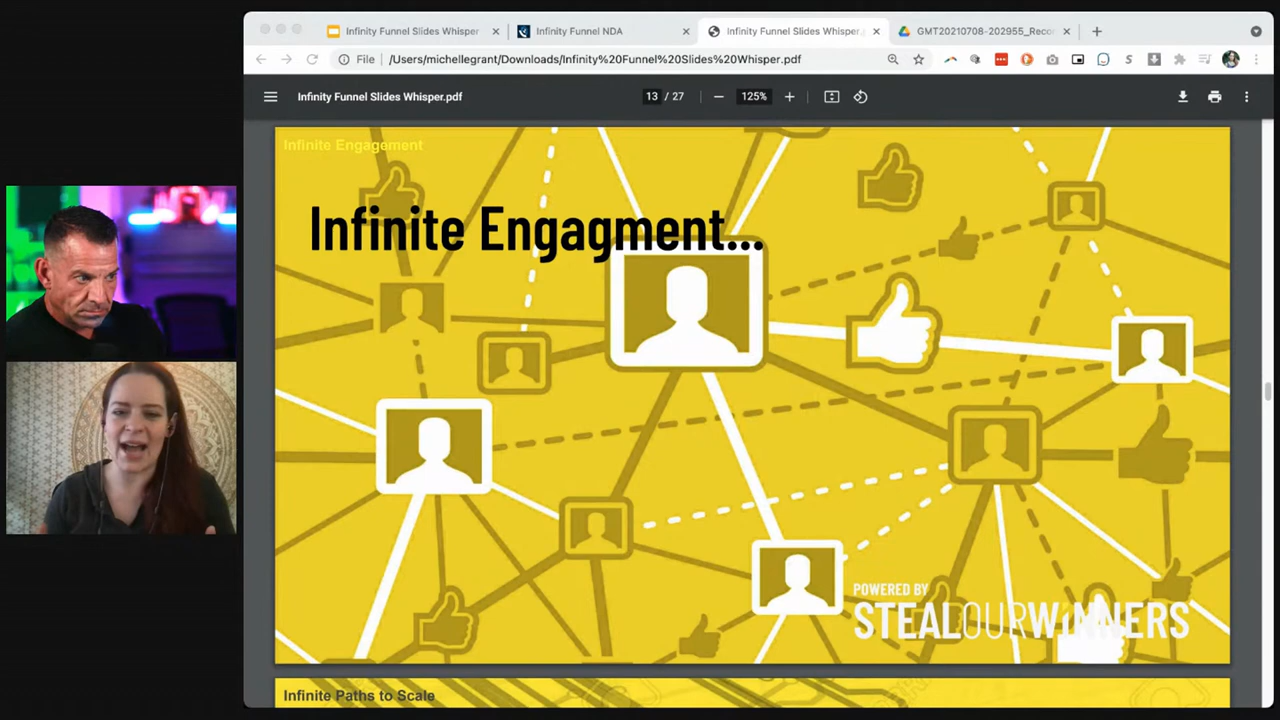 Infinity Funnel Slides Whisper
Infinity Funnel NDA
Infinity Funnel Slides Whisper.
GMT20210708-202955_Reco
File
/Users/michellegrant/Downloads/Infinity%20Funnel%20Slides%20Whisper.pdf
Infinity Funnel Slides Whisper.pdf
13 / 27
125%
Infinite Engagement
Infinite Engagment...
POWERED BY
STEALOURWiNNERS
Infinite Paths to Scale